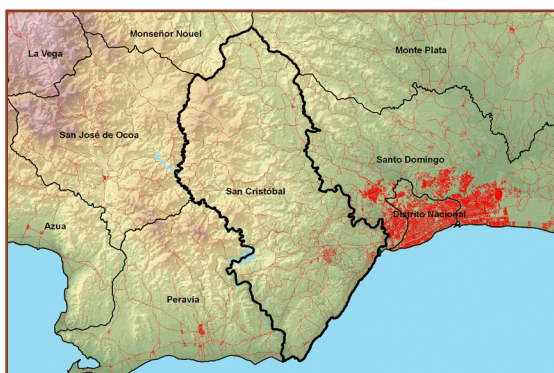 Monseñor Nouel
La Vega
Monte Plata
San José de Ocoa
Santo Domingo
San Cristóbal
Distrito Nacional
Azua
Peravia